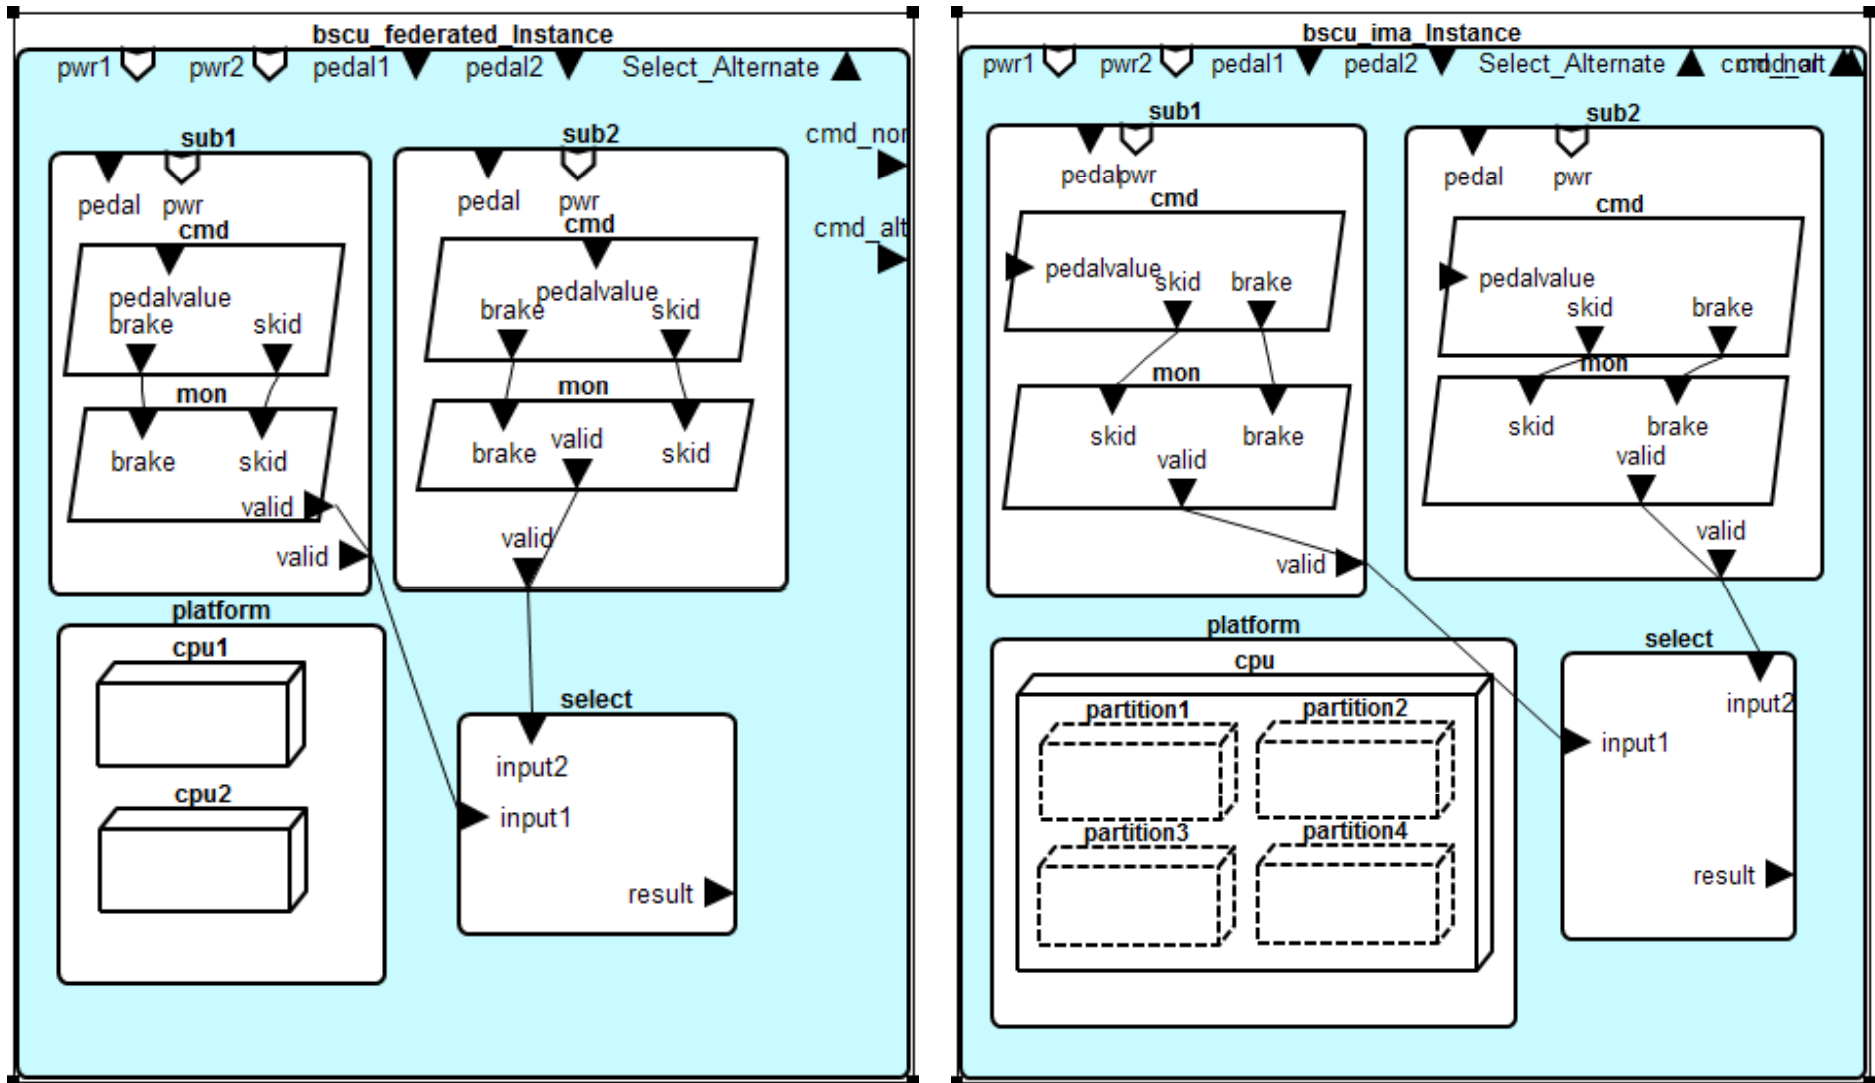 bscu_federated_Instance
pwr1 pwr2 pedal1 pedal2 Select_Alternate
cmd_nor
cmd_alt
sub1
pedal pwr
cmd
pedalvalue
brake skid
mon
brake skid
valid
valid
sub2
pedal pwr
cmd
pedalvalue
brake skid
mon
valid
brake skid
valid
platform
cpu1
cpu2
select
input2
input1
result
bscu_ima_Instance
pwr1 pwr2 pedal1 pedal2 Select_Alternate
sub1
pedal pwr
cmd
pedalvalue
skid brake
mon
skid brake
valid
valid
sub2
pedal pwr
cmd
pedalvalue
skid brake
mon
skid brake
valid
valid
platform
cpu
partition1 partition2
partition3 partition4
select
input2
input1
result